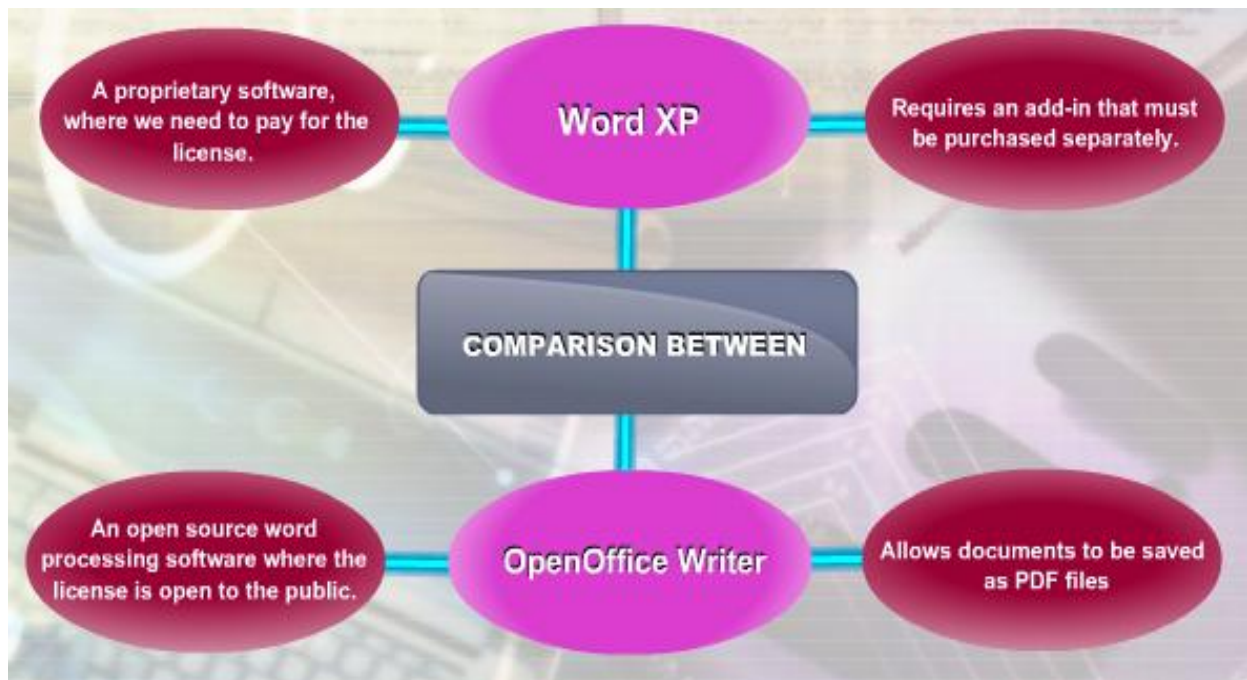 A proprietary software,
where we need to pay for the
license.
Word XP
Requires an add-in that must
be purchased separately.
COMPARISON BETWEEN
An open source word
processing software where the
license is open to the public.
OpenOffice Writer
Allows documents to be saved
as PDF files